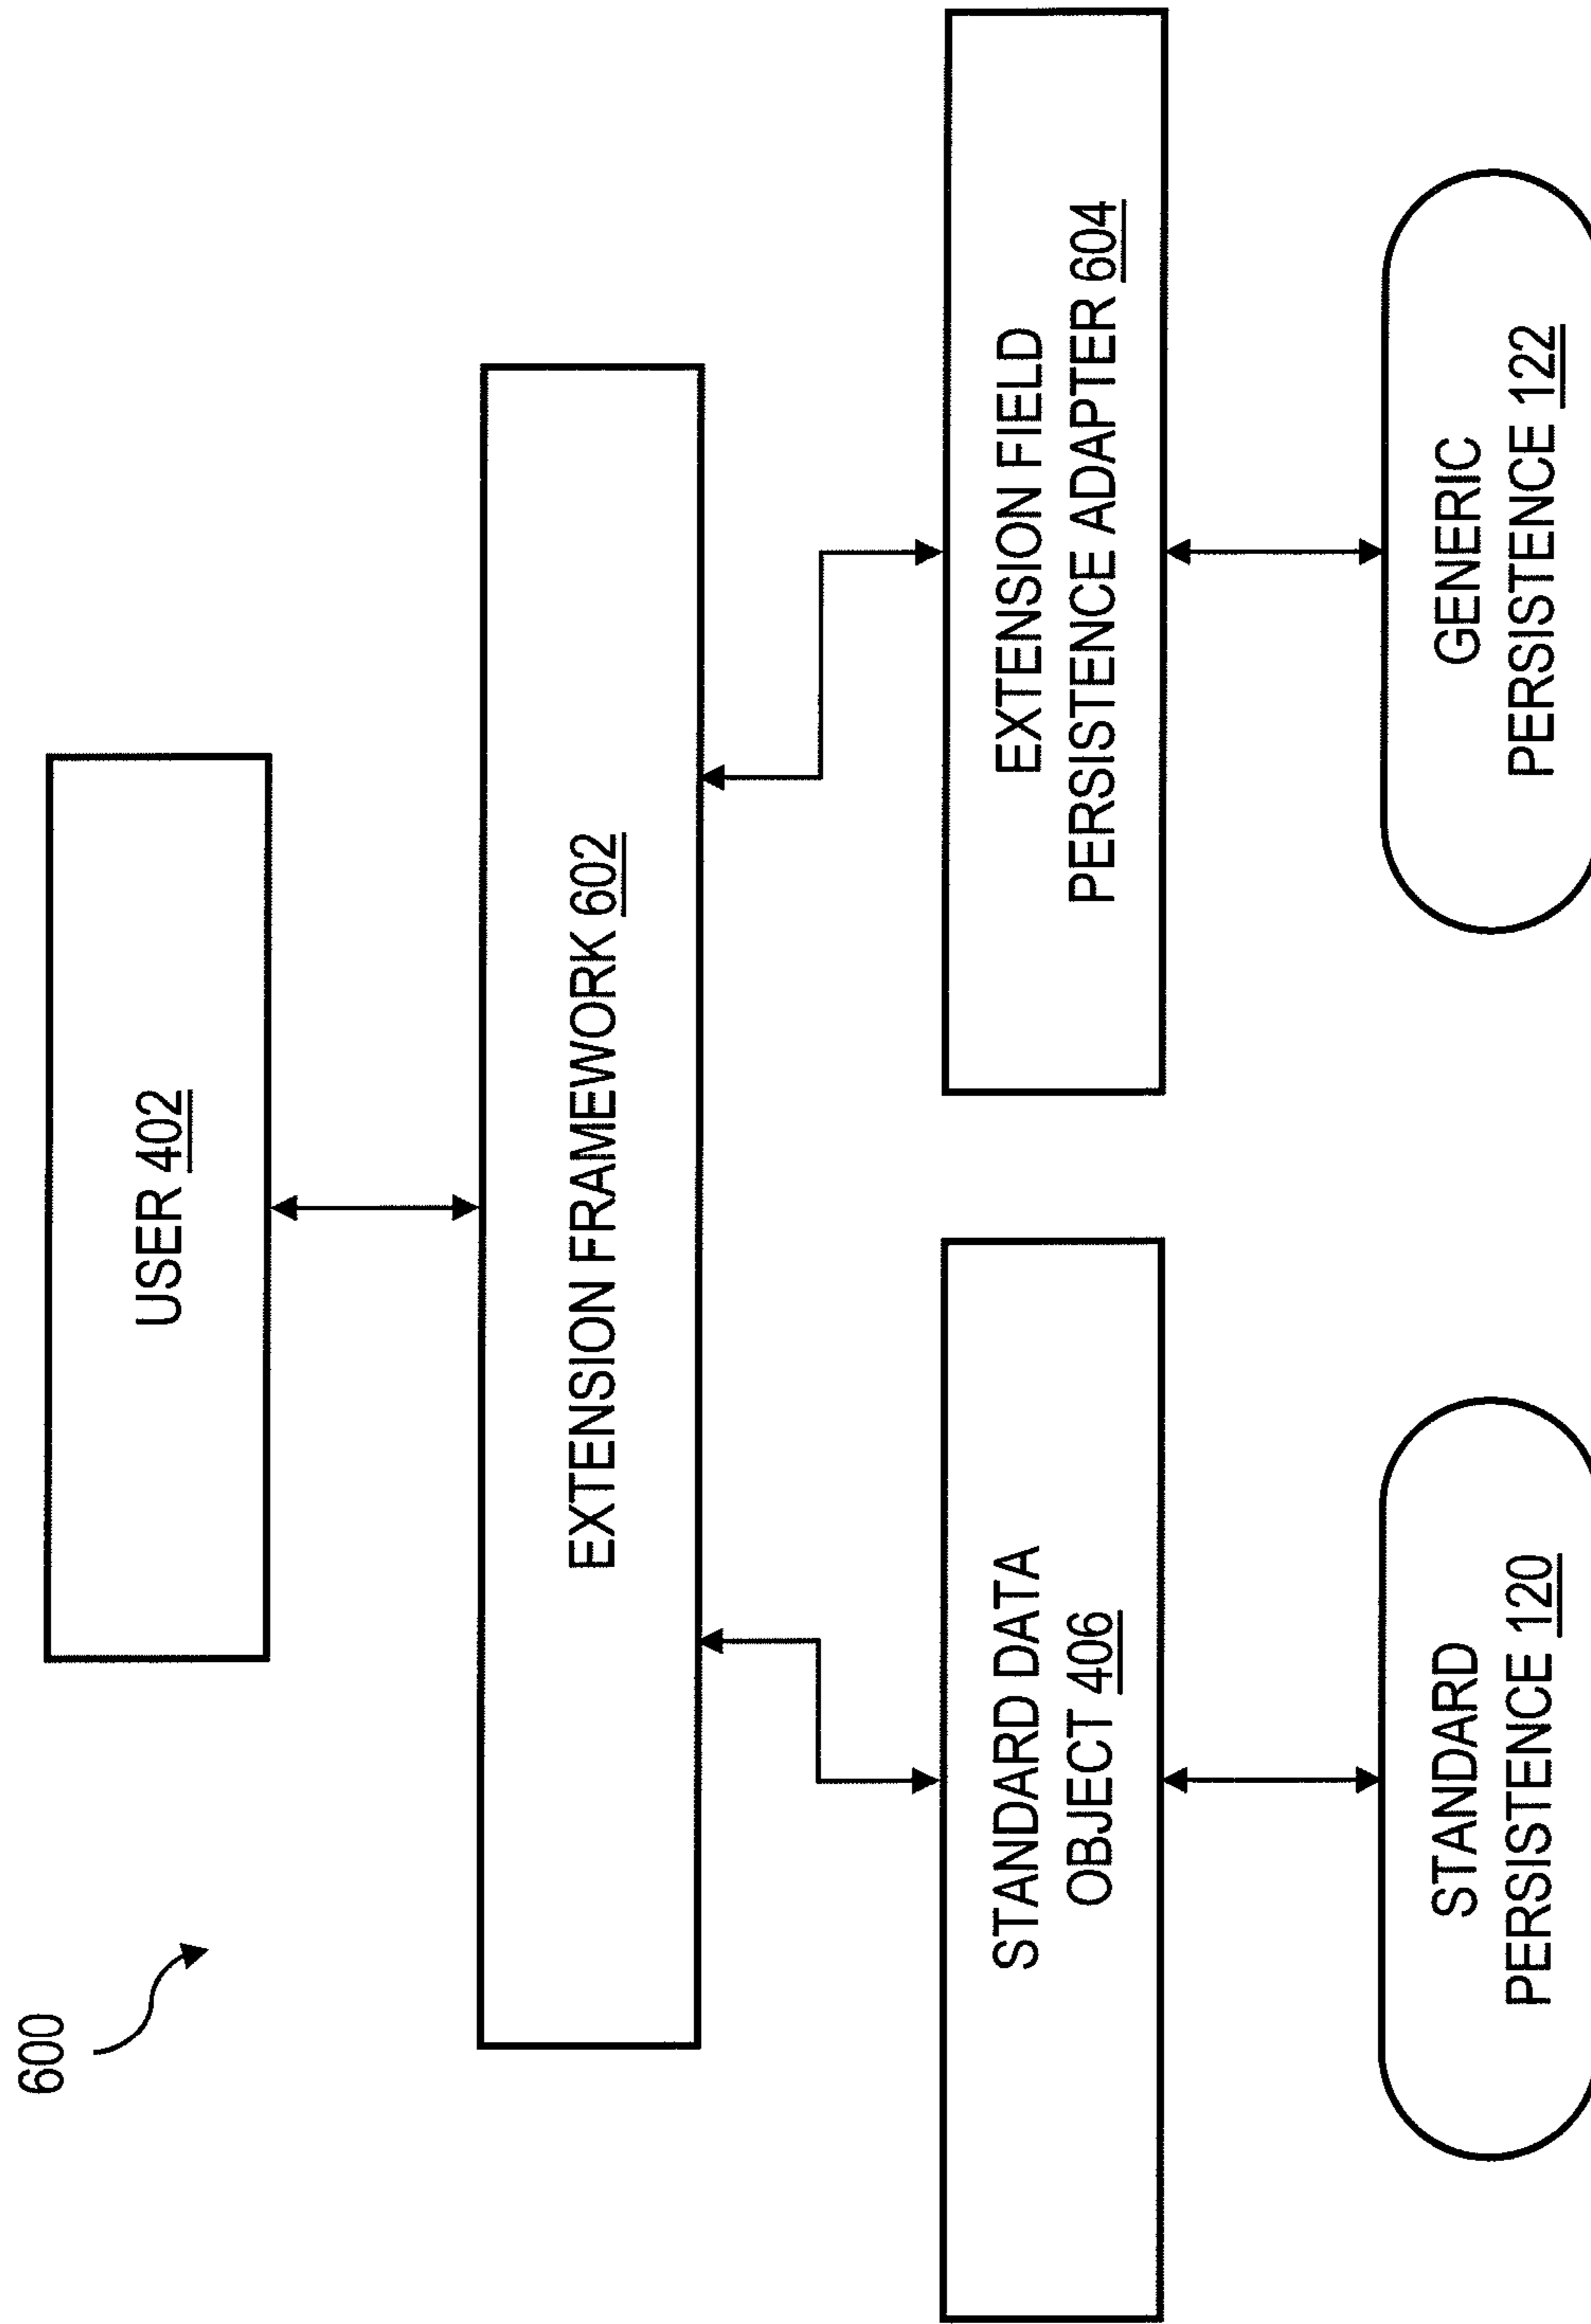 600
USER 402
EXTENSION FRAMEWORK 602
STANDARD DATA
OBJECT 406
EXTENSION FIELD
PERSISTENCE ADAPTER 604
STANDARD
PERSISTENCE 120
GENERIC
PERSISTENCE 122